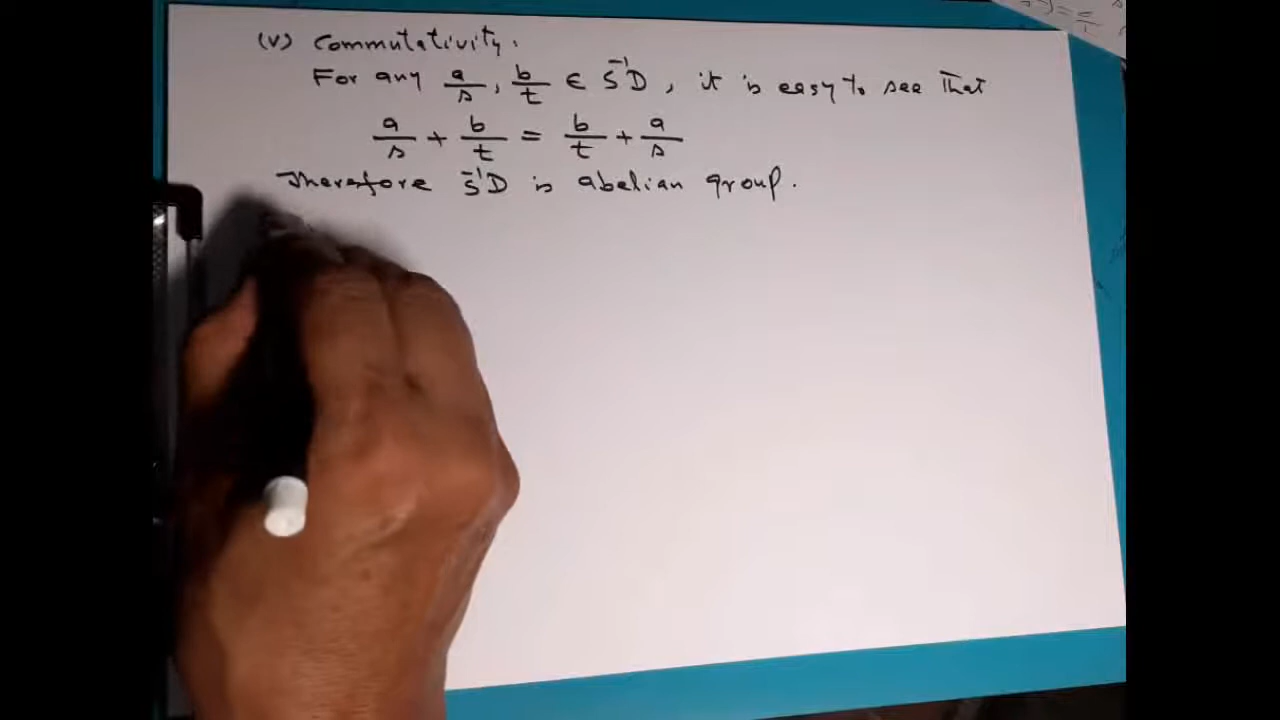 (v) Commutativity.
For any a/s, b/t ∈ S⁻¹D, it is easy to see That
a/s + b/t = b/t + a/s
Therefore S⁻¹D is abelian group.